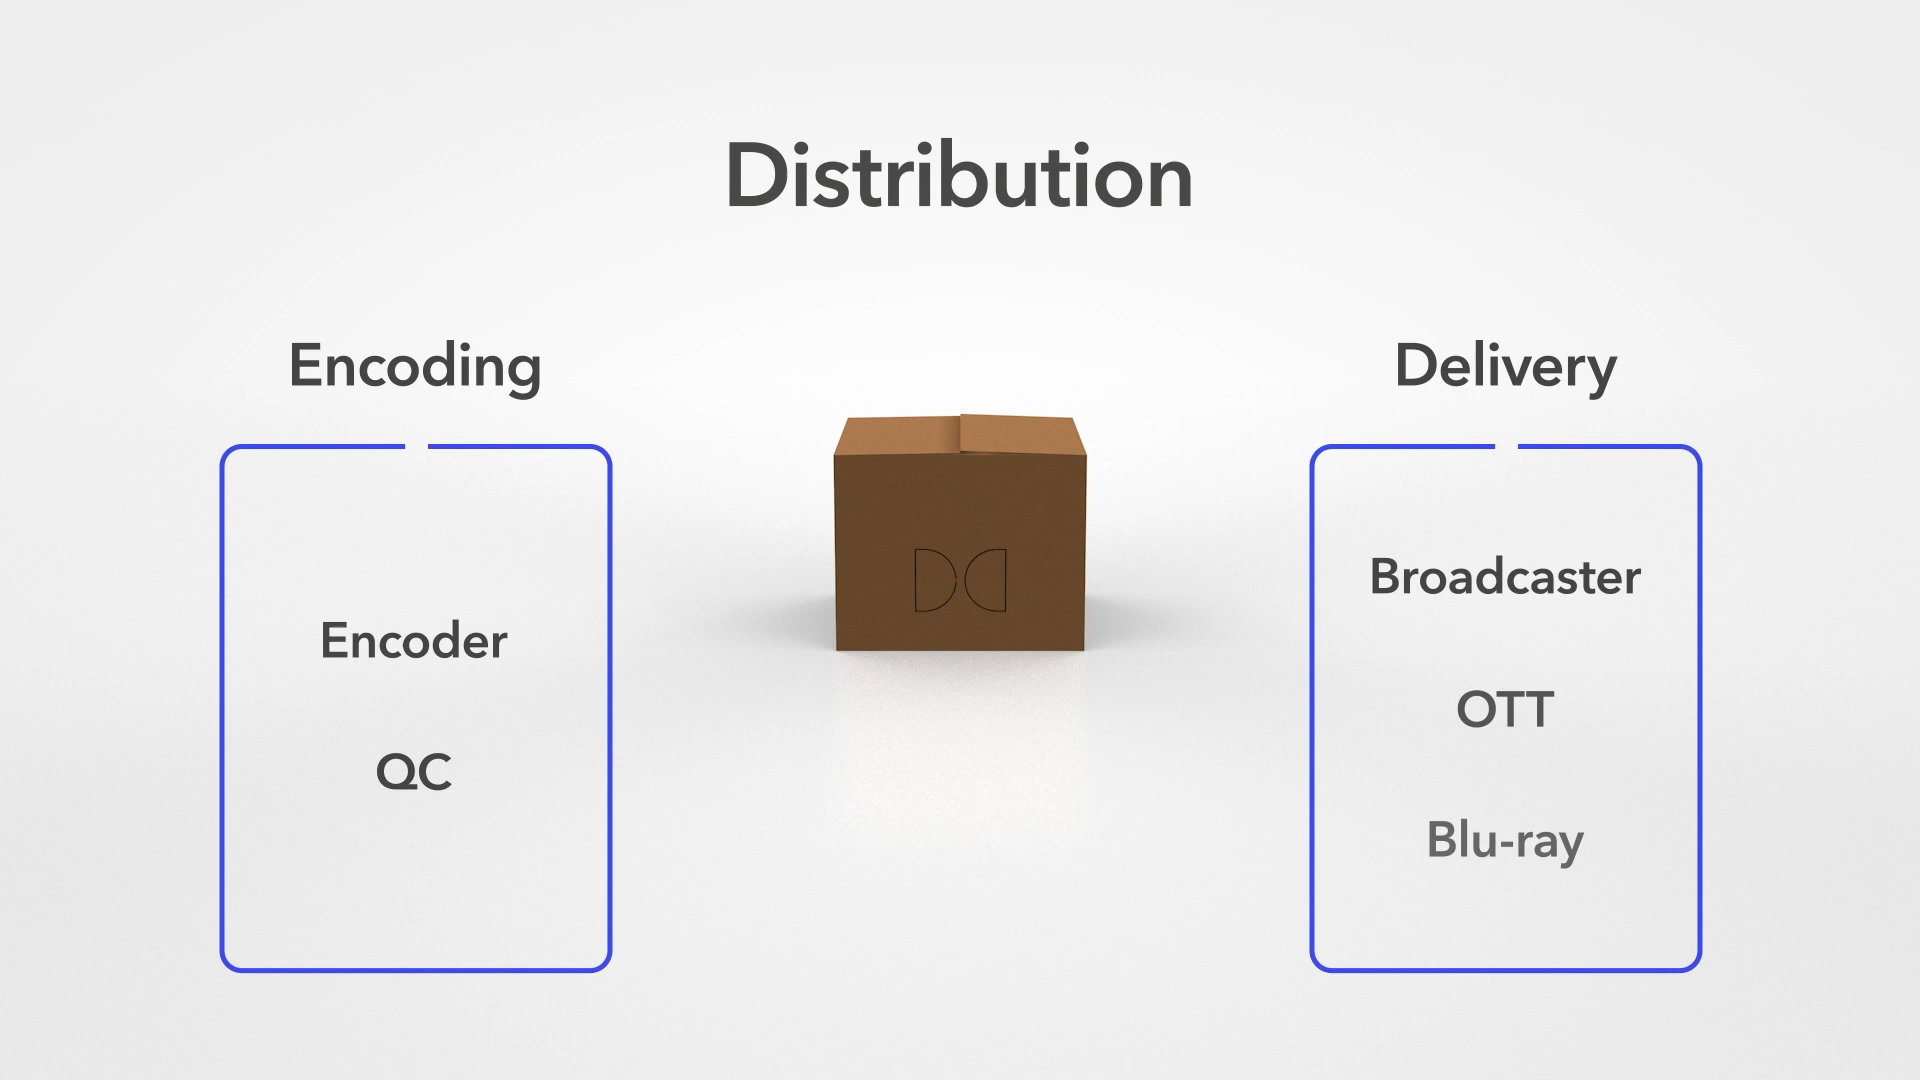 Distribution
Encoding
Encoder
QC
Delivery
Broadcaster
OTT
Blu-ray